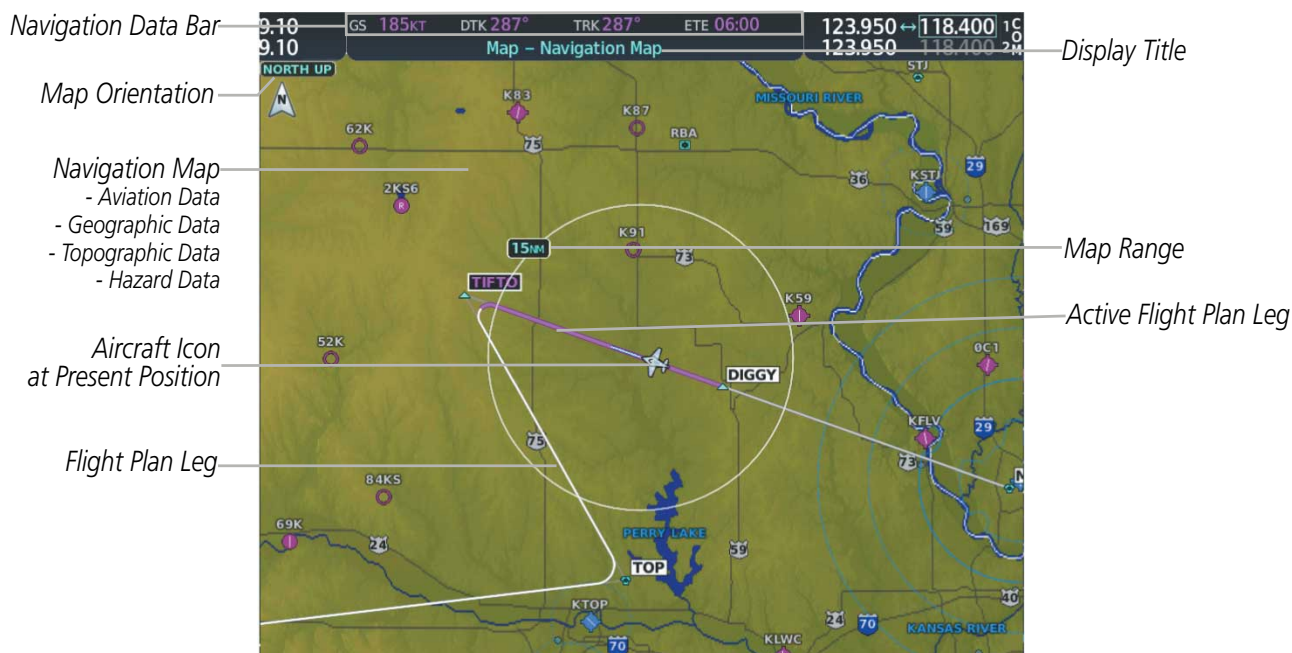 Navigation Data Bar
9.10
GS 185KT DTK 287° TRK 287° ETE 06:00
123.950 ↔ 118.400 1 COM
9.10
Map – Navigation Map
123.950 118.400 2
Display Title
NORTH UP
STJ
Map Orientation
N
K83
MISSOURI RIVER
K87
62K
RBA
75
29
Navigation Map
- Aviation Data
- Geographic Data
- Topographic Data
- Hazard Data
2KS6
R
36
KSTJ
59
169
15NM
K91
73
Map Range
TIFTO
K59
Active Flight Plan Leg
52K
0C1
Aircraft Icon
at Present Position
DIGGY
KFLV
29
75
73
Flight Plan Leg
84KS
N
69K
24
PERRY LAKE
59
TOP
KTOP
40
24
70
KANSAS RIVER
70
KLWC